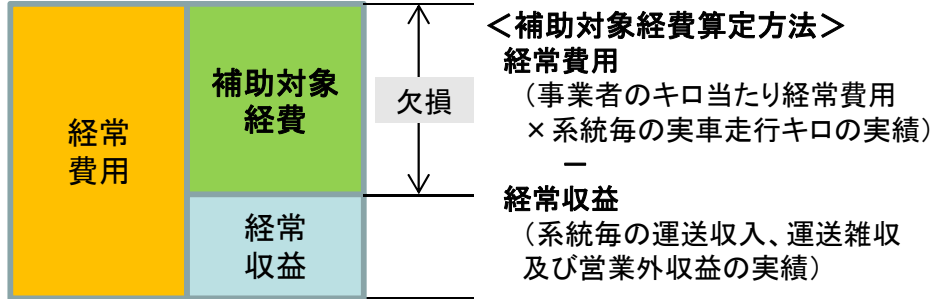 経常
費用
補助対象
経費
経常
収益
欠損
＜補助対象経費算定方法＞
経常費用
（事業者のキロ当たり経常費用
×系統毎の実車走行キロの実績）
－
経常収益
（系統毎の運送収入、運送雑収
及び営業外収益の実績）